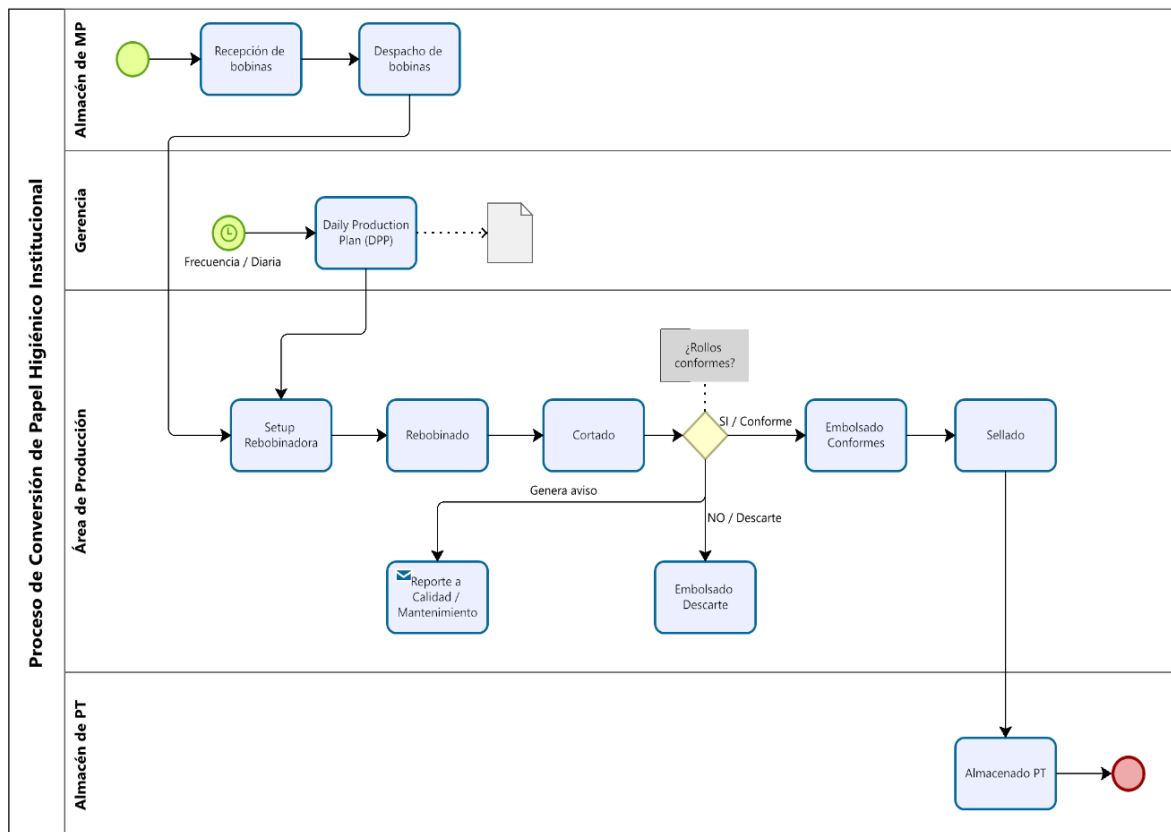 Proceso de Conversión de Papel Higiénico Institucional
Almacén de MP
Recepción de
bobinas
Despacho de
bobinas
Gerencia
Frecuencia / Diaria
Daily Production
Plan (DPP)
Área de Producción
¿Rollos
conformes?
Setup
Rebobinadora
Rebobinado
Cortado
SI / Conforme
Embolsado
Conformes
Sellado
Genera aviso
NO / Descarte
Reporte a
Calidad /
Mantenimiento
Embolsado
Descarte
Almacén de PT
Almacenado PT